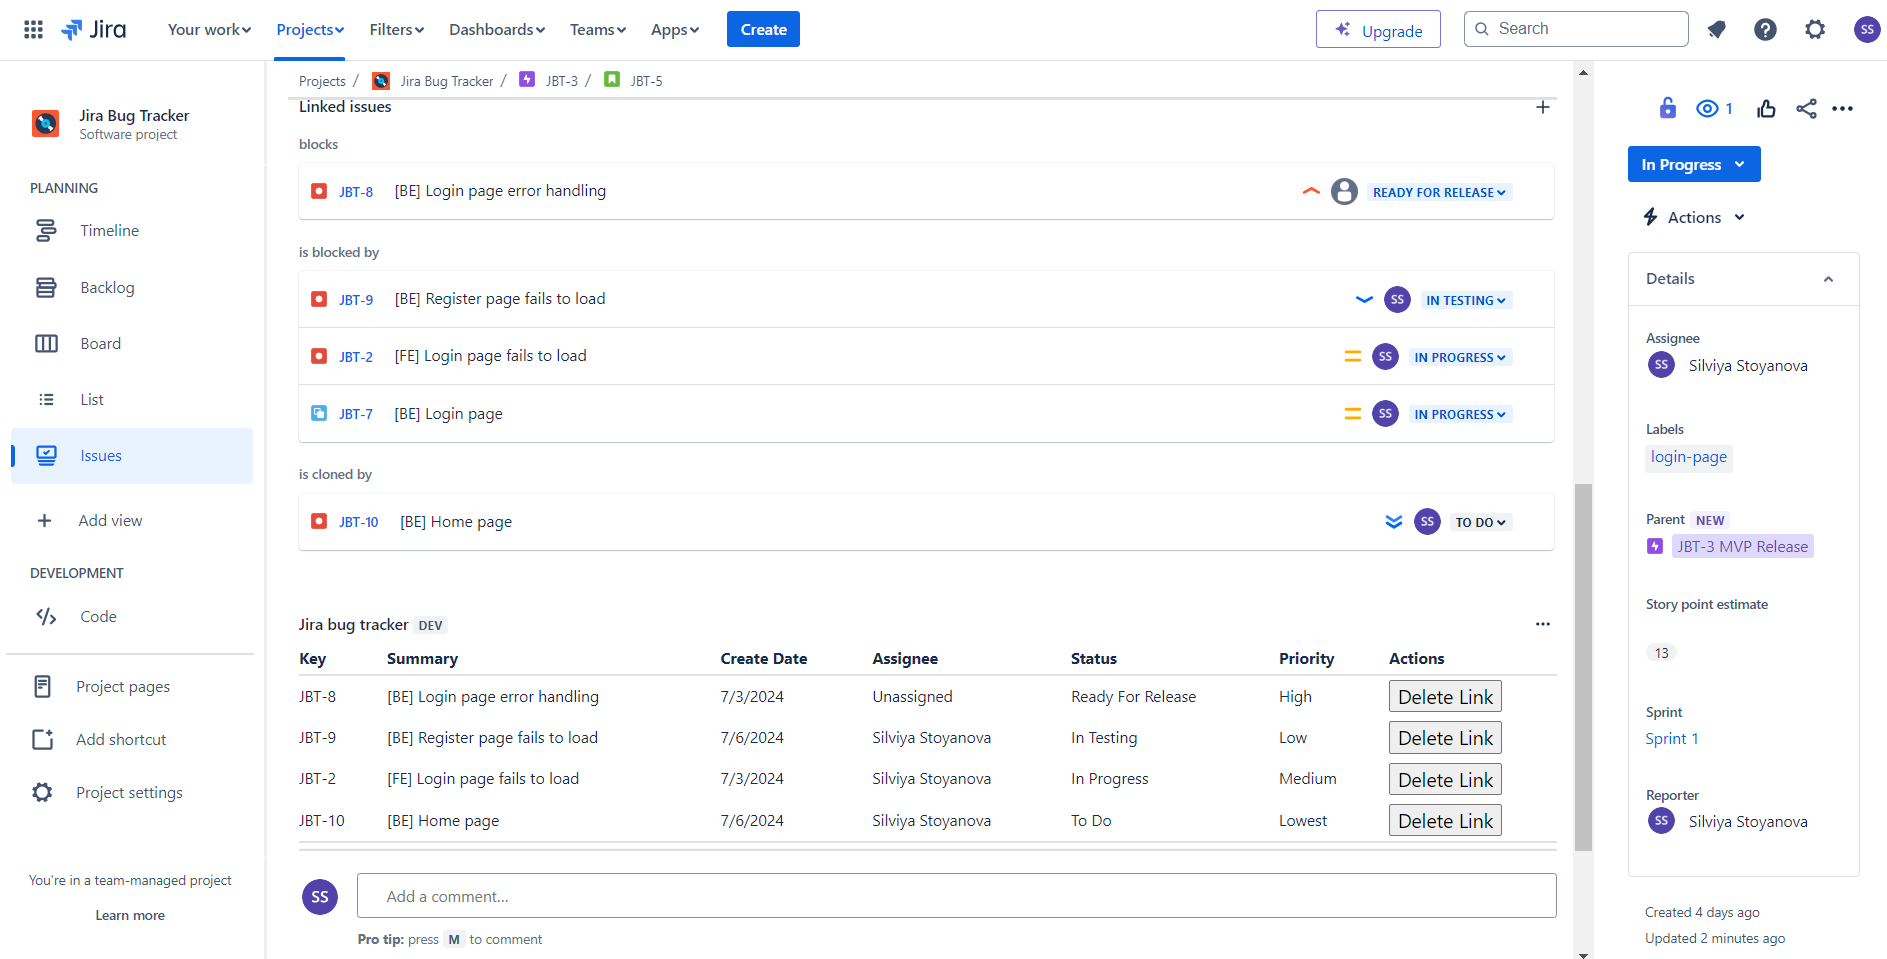 Jira Your work Projects Filters Dashboards Teams Apps Create Upgrade Search SS
Projects / Jira Bug Tracker / JBT-3 / JBT-5
Jira Bug Tracker
Software project
PLANNING
Timeline
Backlog
Board
List
Issues
Add view
DEVELOPMENT
Code
Project pages
Add shortcut
Project settings
You're in a team-managed project
Learn more
Linked issues
blocks
JBT-8 [BE] Login page error handling READY FOR RELEASE
is blocked by
JBT-9 [BE] Register page fails to load SS IN TESTING
JBT-2 [FE] Login page fails to load SS IN PROGRESS
JBT-7 [BE] Login page SS IN PROGRESS
is cloned by
JBT-10 [BE] Home page SS TO DO
Jira bug tracker DEV
Key Summary Create Date Assignee Status Priority Actions
JBT-8 [BE] Login page error handling 7/3/2024 Unassigned Ready For Release High Delete Link
JBT-9 [BE] Register page fails to load 7/6/2024 Silviya Stoyanova In Testing Low Delete Link
JBT-2 [FE] Login page fails to load 7/3/2024 Silviya Stoyanova In Progress Medium Delete Link
JBT-10 [BE] Home page 7/6/2024 Silviya Stoyanova To Do Lowest Delete Link
SS Add a comment...
Pro tip: press M to comment
1
In Progress
Actions
Details
Assignee
SS Silviya Stoyanova
Labels
login-page
Parent NEW
JBT-3 MVP Release
Story point estimate
13
Sprint
Sprint 1
Reporter
SS Silviya Stoyanova
Created 4 days ago
Updated 2 minutes ago